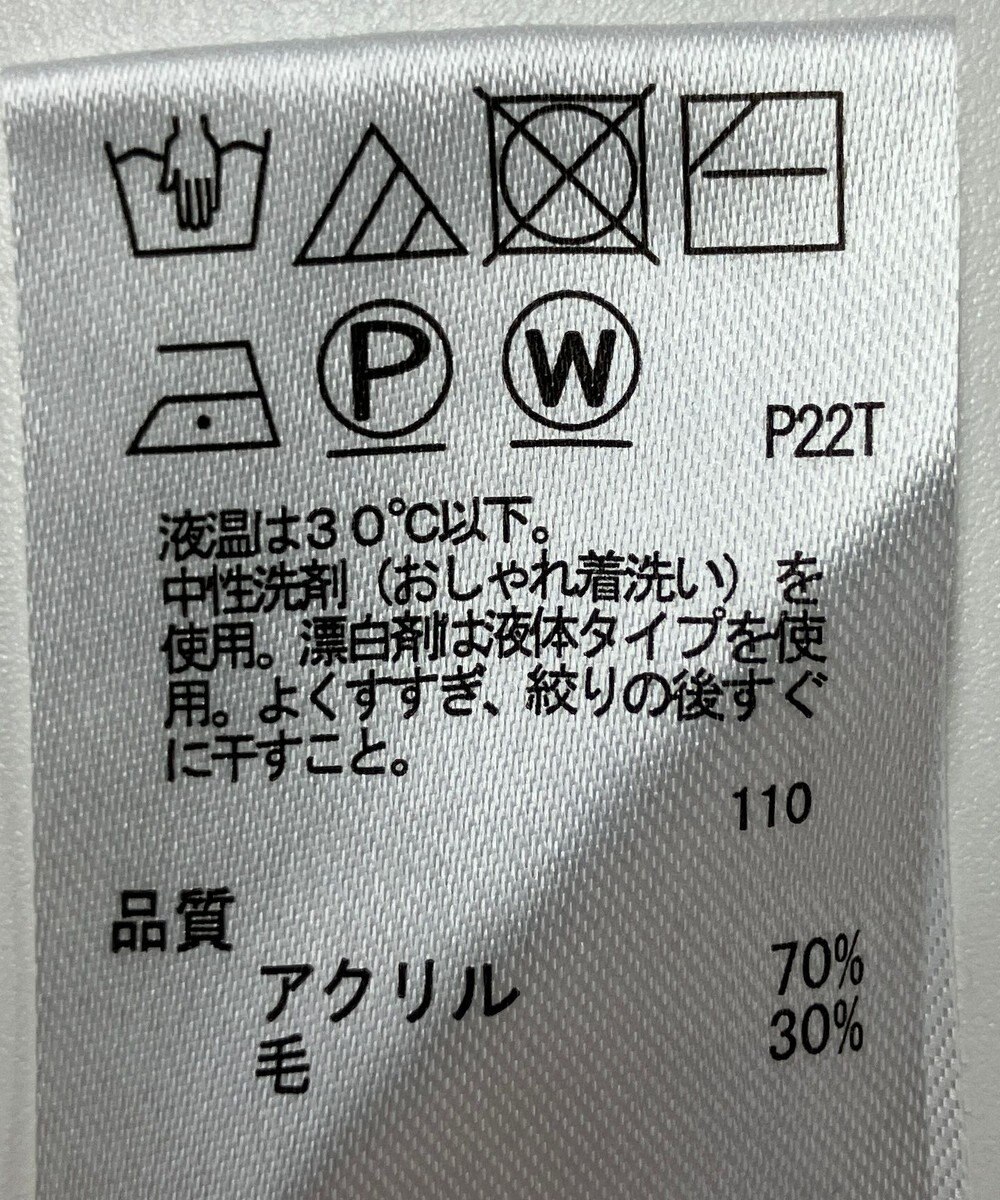 P W
P22T
液温は３０℃以下。
中性洗剤（おしゃれ着洗い）を
使用。漂白剤は液体タイプを使
用。よくすすぎ、絞りの後すぐ
に干すこと。
110
品質
アクリル 70%
毛 30%